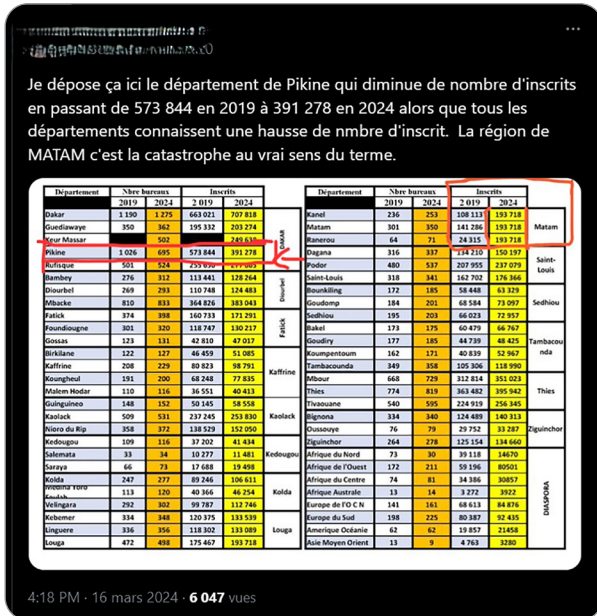 Je dépose ça ici le département de Pikine qui diminue de nombre d'inscrits
en passant de 573 844 en 2019 à 391 278 en 2024 alors que tous les
départements connaissent une hausse de nmbre d'inscrit. La région de
MATAM c'est la catastrophe au vrai sens du terme.
Département Nbre bureaux Inscrits Département Nbre bureaux Inscrits
2019 2024 2 019 2024 2019 2024 2 019 2024
Dakar 1 190 1 275 663 021 707 818 DAKAR Kanel 236 253 108 113 193 718 Matam
Guediawaye 350 362 195 332 203 274 Matam 301 350 141 286 193 718
Keur Massar 502 249 630 Ranerou 64 71 24 315 193 718
Pikine 1 026 695 573 844 391 278 Dagana 316 337 134 210 150 197 Saint-Louis
Rufisque 501 524 Podor 480 537 207 955 237 079
Bambey 276 312 113 441 128 264 Diourbel Saint-Louis 318 341 162 702 176 366
Diourbel 269 293 110 748 124 483 Bounkiling 172 185 58 448 63 329 Sedhiou
Mbacke 810 833 364 826 383 043 Goudomp 184 201 68 584 73 097
Fatick 374 398 160 733 171 291 Fatick Sedhiou 195 203 66 023 72 957
Foundiougne 301 320 118 747 130 217 Bakel 173 175 60 479 66 767 Tambacounda
Gossas 123 131 42 810 47 017 Goudiry 177 185 44 739 48 425
Birkilane 122 127 46 459 51 085 Kaffrine Koumpentoum 162 171 40 839 52 967
Kaffrine 208 229 80 823 98 791 Tambacounda 349 358 105 306 118 990
Koungheul 191 200 68 248 77 835 Mbour 668 729 312 814 351 023 Thies
Malem Hodar 110 116 36 551 40 413 Thies 774 819 363 482 395 942
Guinguineo 148 152 50 145 58 558 Kaolack Tivaouane 540 595 224 919 256 345
Kaolack 509 531 237 245 253 830 Bignona 334 340 124 489 140 313 Ziguinchor
Nioro du Rip 358 372 138 529 152 050 Oussouye 76 79 29 752 33 287
Kedougou 109 116 37 202 41 434 Kedougou Ziguinchor 264 278 125 154 134 660
Salemata 33 34 10 277 11 481 Afrique du Nord 73 30 39 118 14670 DIASPORA
Saraya 66 73 17 688 19 498 Afrique de l'Ouest 172 211 59 196 80501
Kolda 247 277 89 246 106 611 Kolda Afrique du Centre 74 81 34 386 30857
Medina Yoro Foulah 113 120 40 366 46 254 Afrique Australe 13 14 3 272 3922
Velingara 292 302 99 787 112 746 Europe de l'O C N 141 161 68 613 84 876
Kebemer 334 348 120 375 133 539 Louga Europe du Sud 198 225 80 387 92 435
Linguere 336 356 118 302 133 089 Amerique Océanie 62 62 19 857 21458
Louga 472 498 175 467 193 718 Asie Moyen Orient 13 9 4 763 3280
4:18 PM · 16 mars 2024 · 6 047 vues